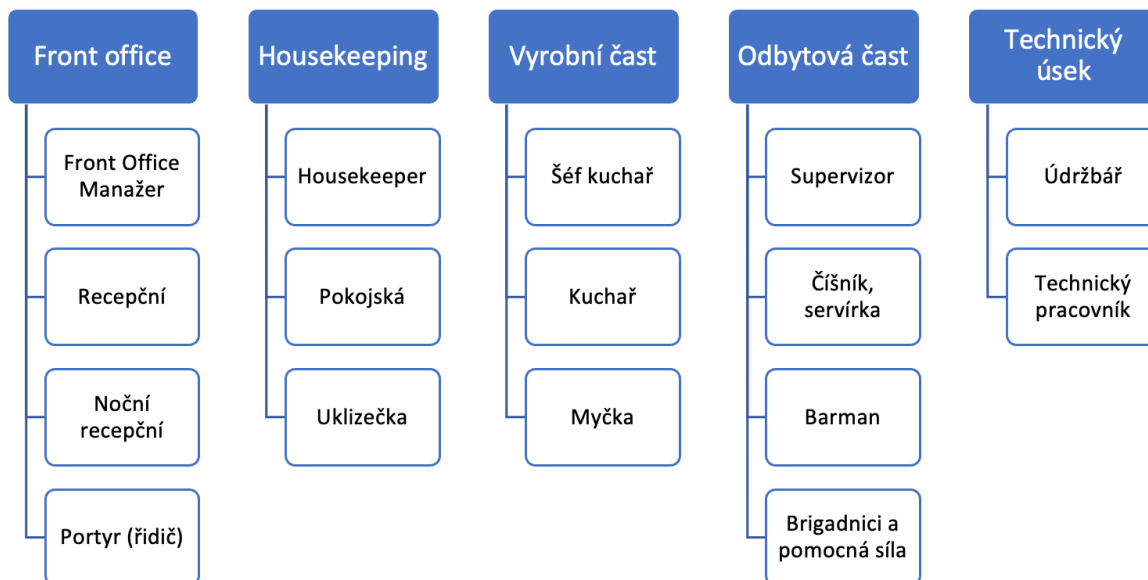 Front office
Front Office
Manažer
Recepční
Noční
recepční
Portyr (řidič)
Housekeeping
Housekeeper
Pokojská
Uklizečka
Vyrobní čast
Šéf kuchař
Kuchař
Myčka
Odbytová čast
Supervizor
Číšník,
servírka
Barman
Brigadnici a
pomocná síla
Technický
úsek
Údržbář
Technický
pracovník